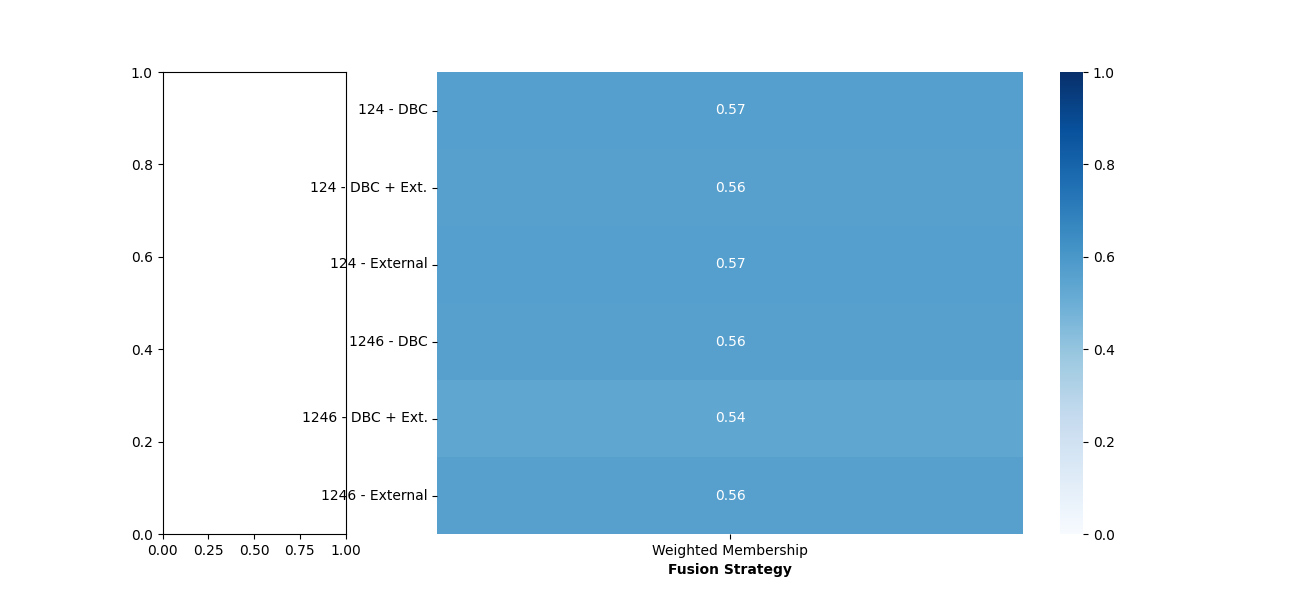 1.0
0.8
0.6
0.4
0.2
0.0
0.00 0.25 0.50 0.75 1.00
124 - DBC
124 - DBC + Ext.
124 - External
1246 - DBC
1246 - DBC + Ext.
1246 - External
0.57
0.56
0.57
0.56
0.54
0.56
Weighted Membership
Fusion Strategy
1.0
0.8
0.6
0.4
0.2
0.0